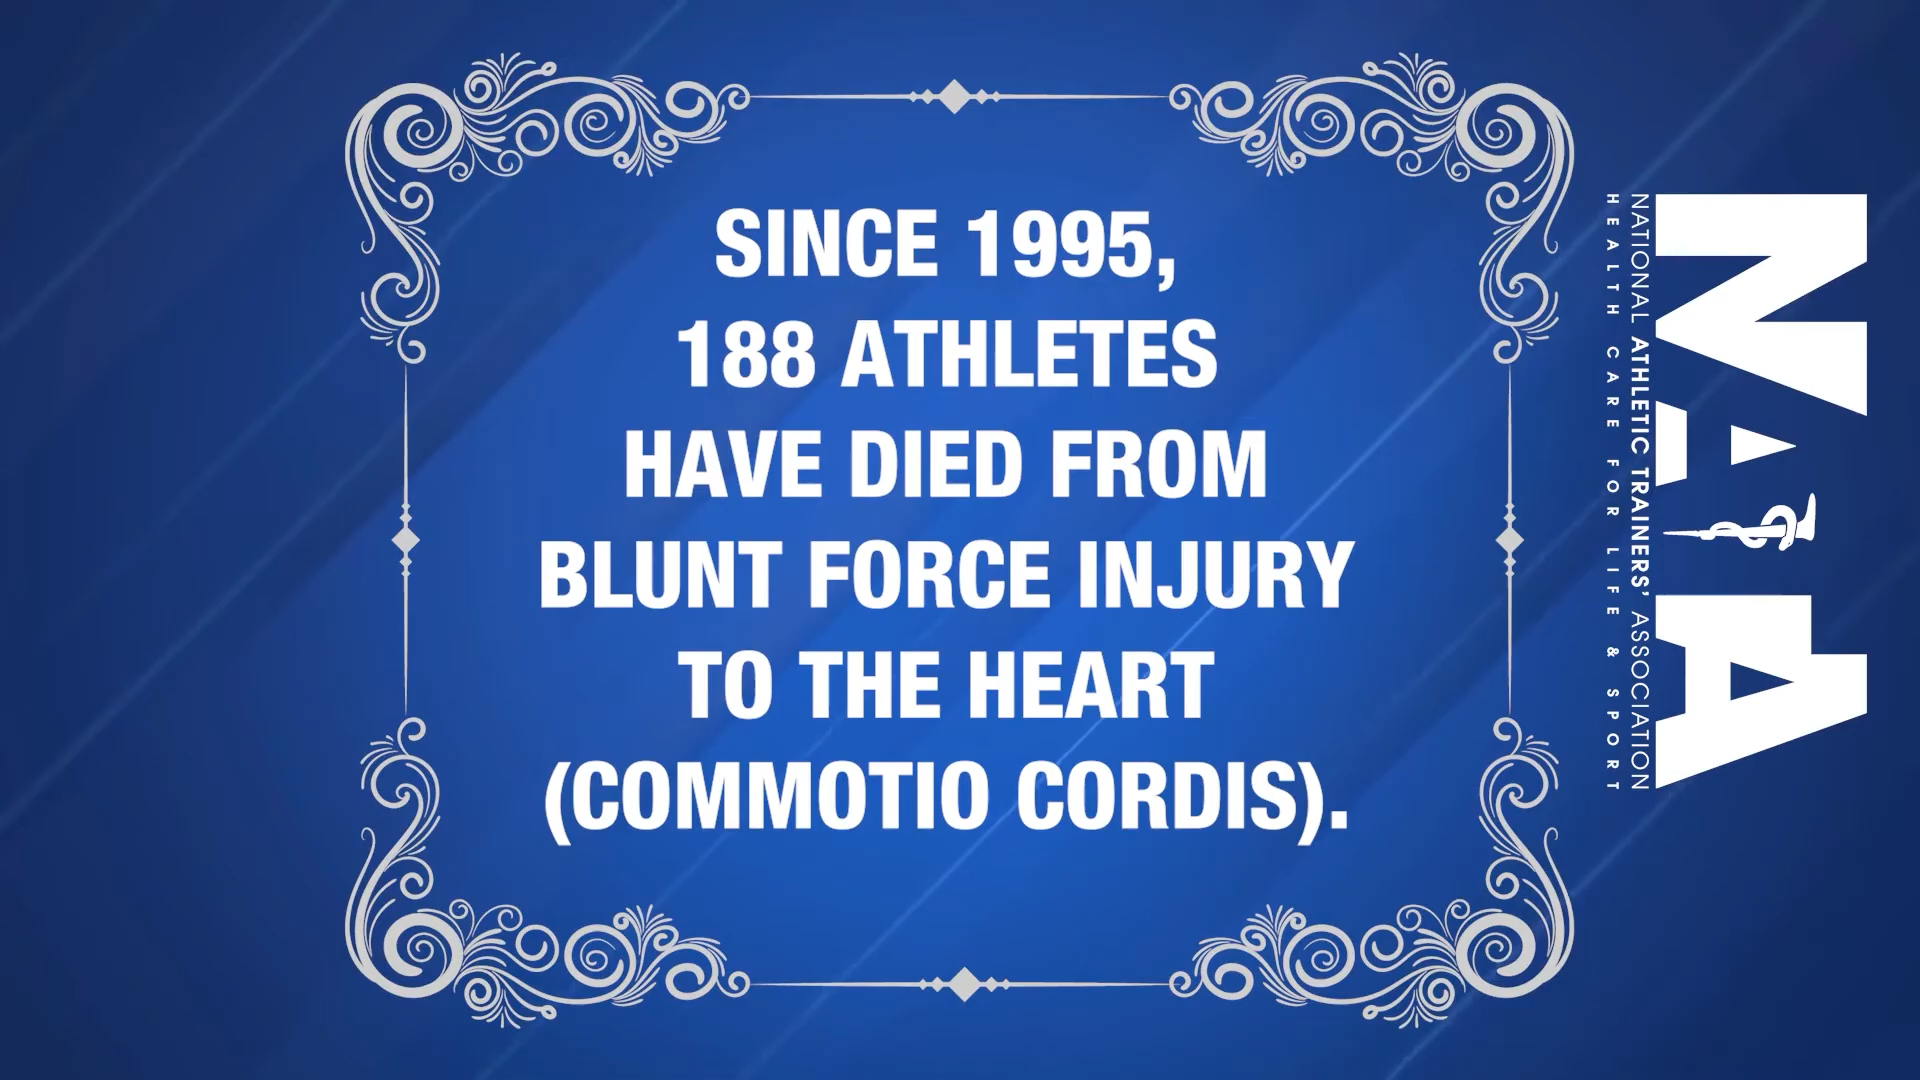 SINCE 1995,
188 ATHLETES
HAVE DIED FROM
BLUNT FORCE INJURY
TO THE HEART
(COMMOTIO CORDIS).
NATA
NATIONAL ATHLETIC TRAINERS' ASSOCIATION
HEALTH CARE FOR LIFE & SPORT